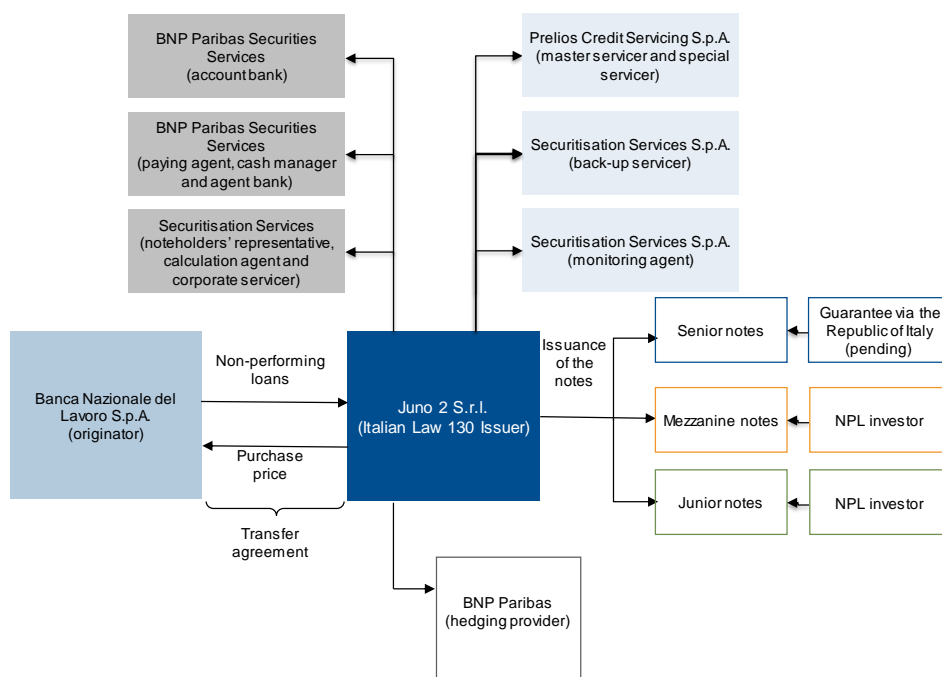 BNP Paribas Securities
Services
(account bank)
Prelios Credit Servicing S.p.A.
(master servicer and special
servicer)
BNP Paribas Securities
Services
(paying agent, cash manager
and agent bank)
Securitisation Services S.p.A.
(back-up servicer)
Securitisation Services
(noteholders' representative,
calculation agent and
corporate servicer)
Securitisation Services S.p.A.
(monitoring agent)
Banca Nazionale del
Lavoro S.p.A.
(originator)
Non-performing
loans
Purchase
price
Transfer
agreement
Juno 2 S.r.l.
(Italian Law 130 Issuer)
Issuance
of the
notes
Senior notes
Guarantee via the
Republic of Italy
(pending)
Mezzanine notes
NPL investor
Junior notes
NPL investor
BNP Paribas
(hedging provider)